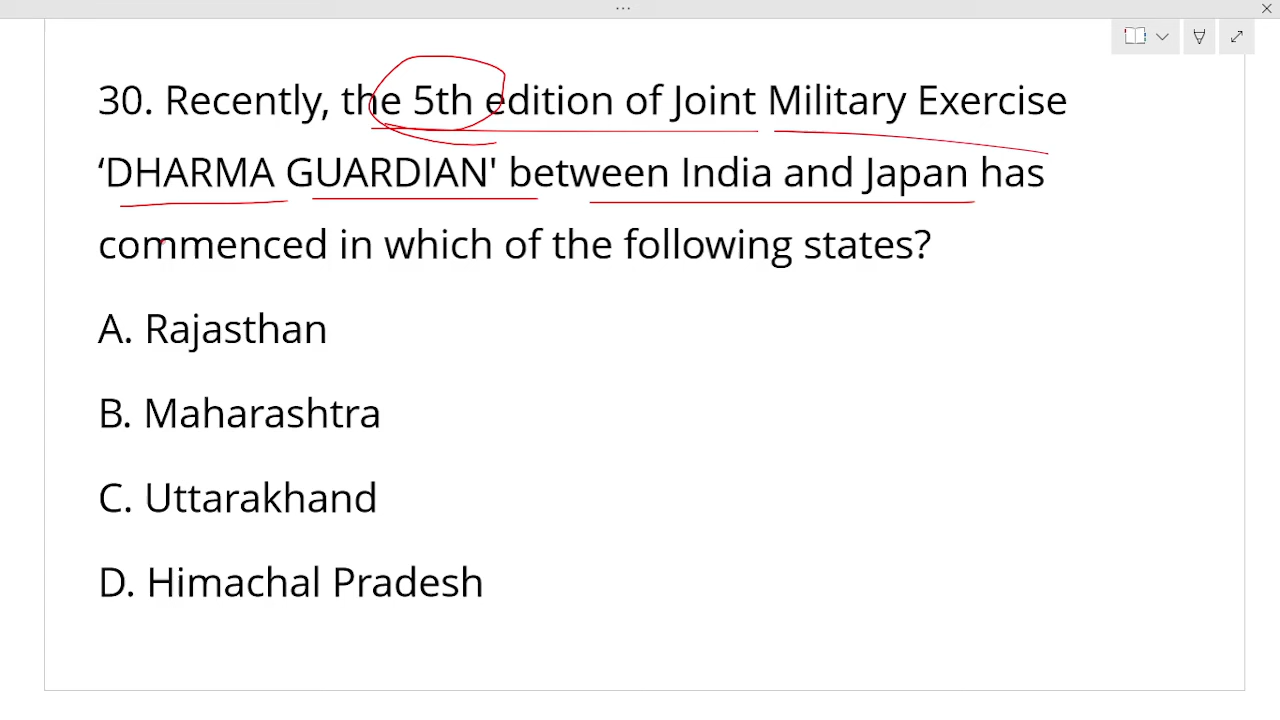 30. Recently, the 5th edition of Joint Military Exercise
‘DHARMA GUARDIAN' between India and Japan has
commenced in which of the following states?
A. Rajasthan
B. Maharashtra
C. Uttarakhand
D. Himachal Pradesh